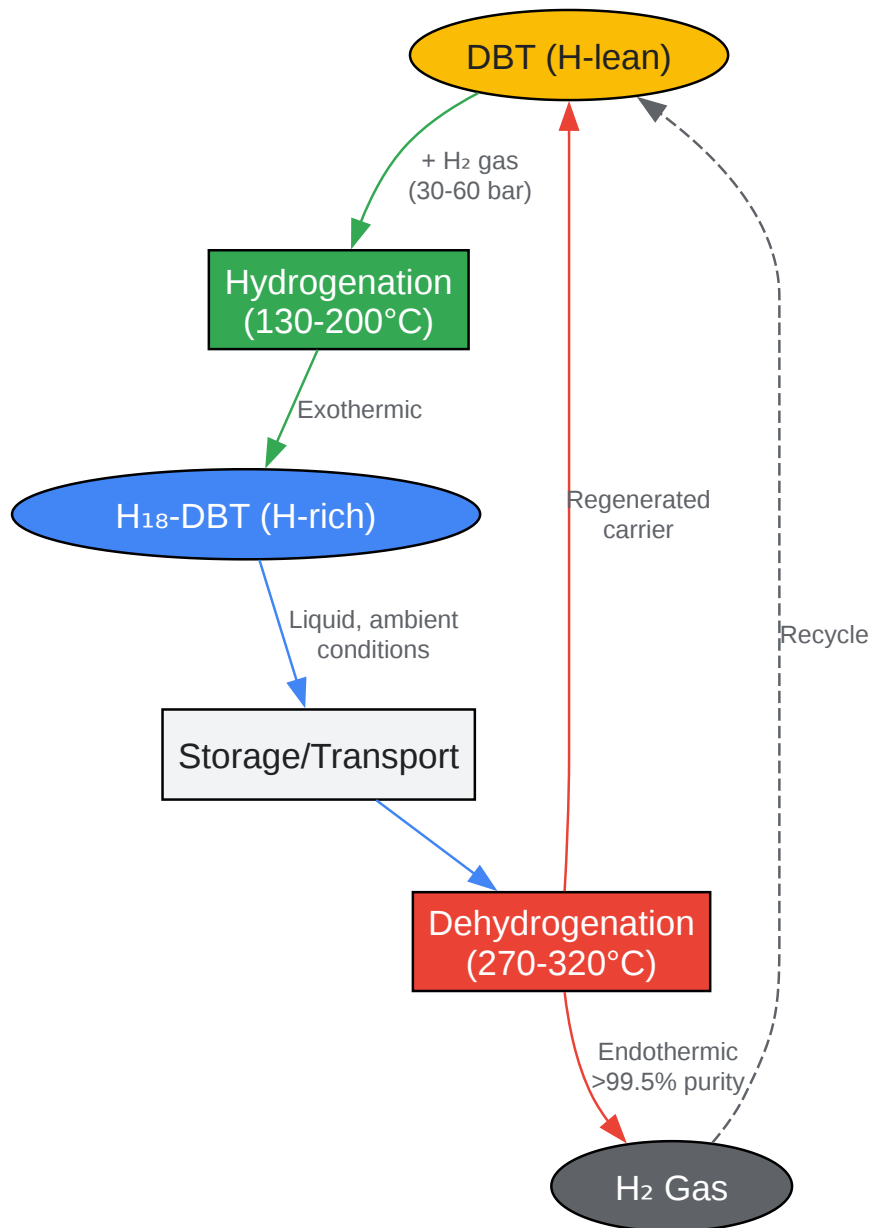 DBT (H-lean)
+ H₂ gas
(30-60 bar)
Hydrogenation
(130-200°C)
Exothermic
H₁₈-DBT (H-rich)
Regenerated
carrier
Liquid, ambient
conditions
Recycle
Storage/Transport
Dehydrogenation
(270-320°C)
Endothermic
>99.5% purity
H₂ Gas